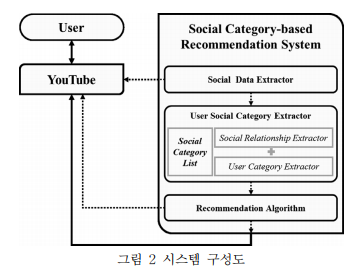 User
YouTube
Social Category-based
Recommendation System
Social Data Extractor
User Social Category Extractor
Social
Category
List
Social Relationship Extractor
+
User Category Extractor
Recommendation Algorithm
그림 2 시스템 구성도